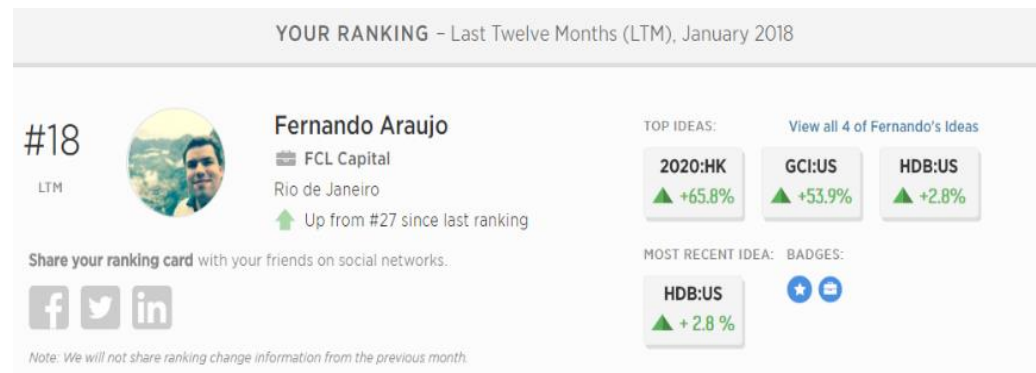 YOUR RANKING – Last Twelve Months (LTM), January 2018
#18
LTM
Fernando Araujo
FCL Capital
Rio de Janeiro
Up from #27 since last ranking
Share your ranking card with your friends on social networks.
Note: We will not share ranking change information from the previous month.
TOP IDEAS:
View all 4 of Fernando's Ideas
2020:HK
+65.8%
GCI:US
+53.9%
HDB:US
+2.8%
MOST RECENT IDEA:
BADGES:
HDB:US
+ 2.8 %